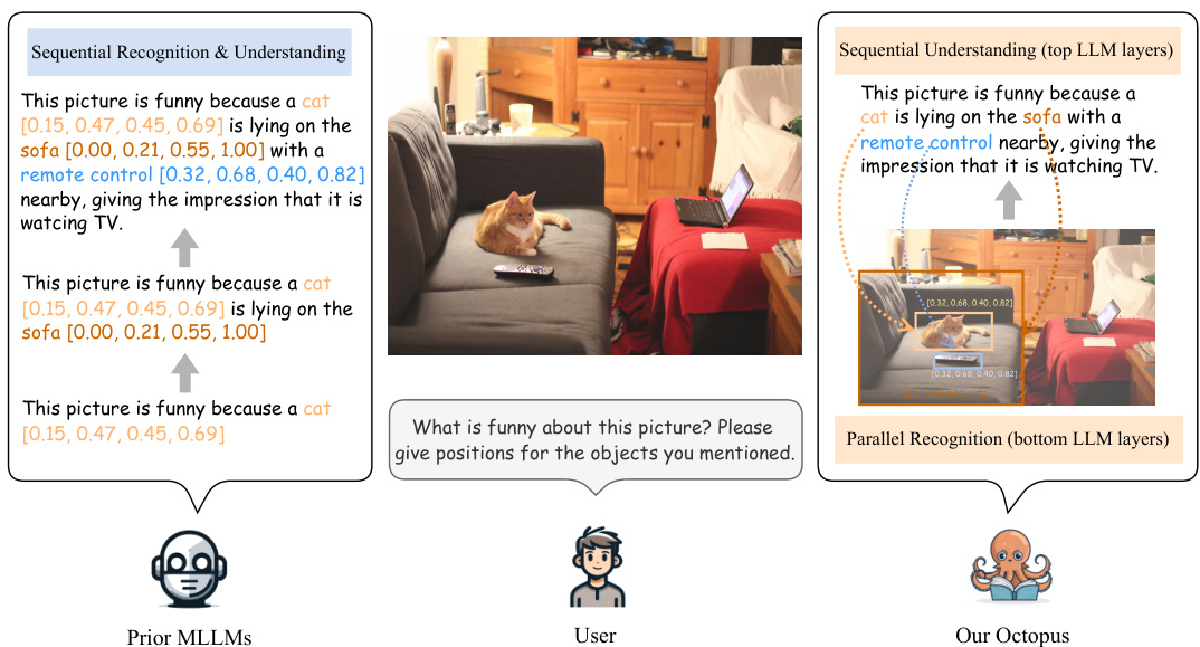 Sequential Recognition & Understanding
This picture is funny because a cat
[0.15, 0.47, 0.45, 0.69] is lying on the
sofa [0.00, 0.21, 0.55, 1.00] with a
remote control [0.32, 0.68, 0.40, 0.82]
nearby, giving the impression that it is
watcing TV.
This picture is funny because a cat
[0.15, 0.47, 0.45, 0.69] is lying on the
sofa [0.00, 0.21, 0.55, 1.00]
This picture is funny because a cat
[0.15, 0.47, 0.45, 0.69]
Prior MLLMs
What is funny about this picture? Please
give positions for the objects you mentioned.
User
Sequential Understanding (top LLM layers)
This picture is funny because a
cat is lying on the sofa with a
remote control nearby, giving the
impression that it is watching TV.
[0.32, 0.68, 0.40, 0.82]
[0.32, 0.68, 0.40, 0.82]
Parallel Recognition (bottom LLM layers)
Our Octopus